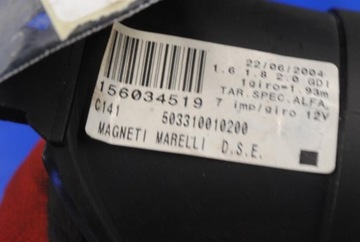 22/06/2004
1.6 1.8 2.0 GDI
1giro=1.93m
TAR.SPEC.ALFA
156034519 7 imp/giro 12V
C141 503310010200
MAGNETI MARELLI D.S.E.